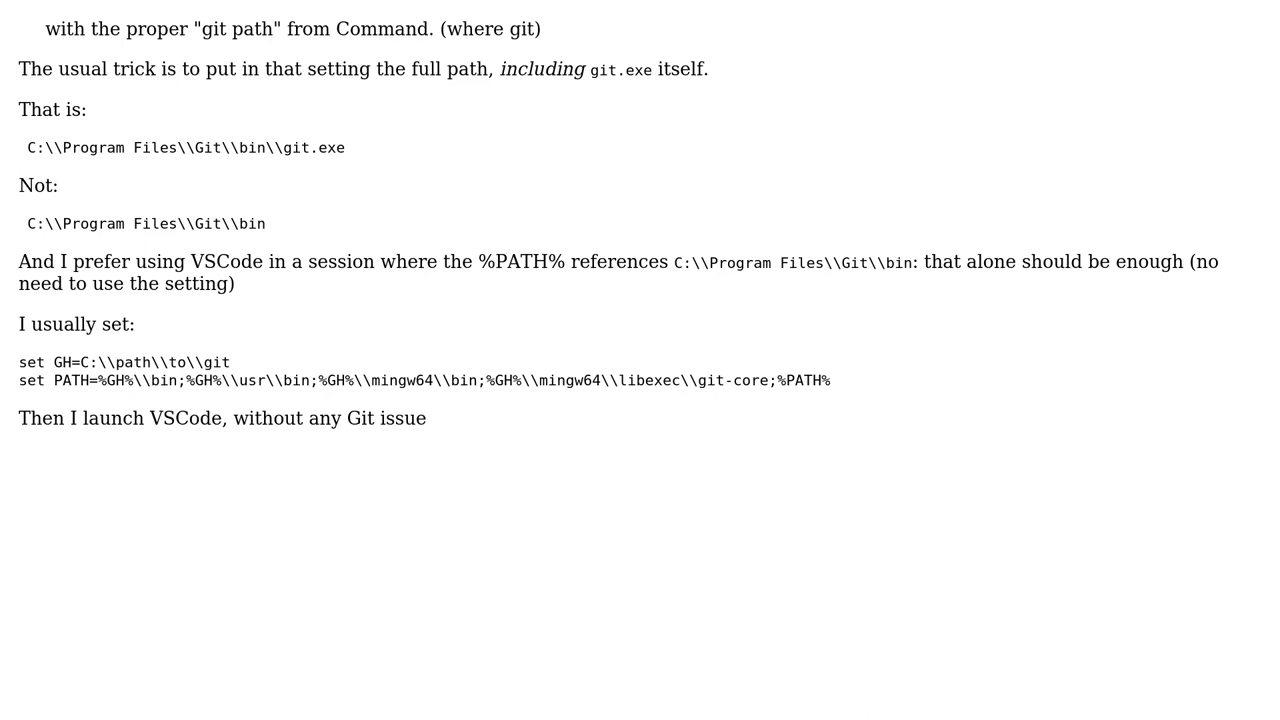 with the proper "git path" from Command. (where git)
The usual trick is to put in that setting the full path, including git.exe itself.
That is:
C:\\Program Files\\Git\\bin\\git.exe
Not:
C:\\Program Files\\Git\\bin
And I prefer using VSCode in a session where the %PATH% references C:\\Program Files\\Git\\bin: that alone should be enough (no
need to use the setting)
I usually set:
set GH=C:\\path\\to\\git
set PATH=%GH%\\bin;%GH%\\usr\\bin;%GH%\\mingw64\\bin;%GH%\\mingw64\\libexec\\git-core;%PATH%
Then I launch VSCode, without any Git issue